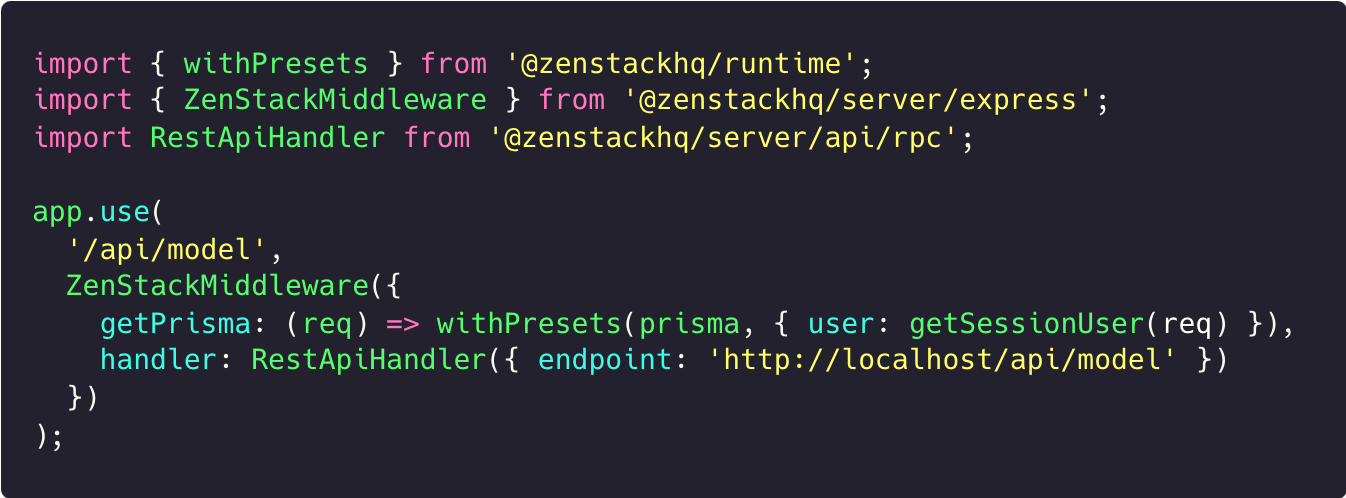 import { withPresets } from '@zenstackhq/runtime';
import { ZenStackMiddleware } from '@zenstackhq/server/express';
import RestApiHandler from '@zenstackhq/server/api/rpc';

app.use(
  '/api/model',
  ZenStackMiddleware({
    getPrisma: (req) => withPresets(prisma, { user: getSessionUser(req) }),
    handler: RestApiHandler({ endpoint: 'http://localhost/api/model' })
  })
);